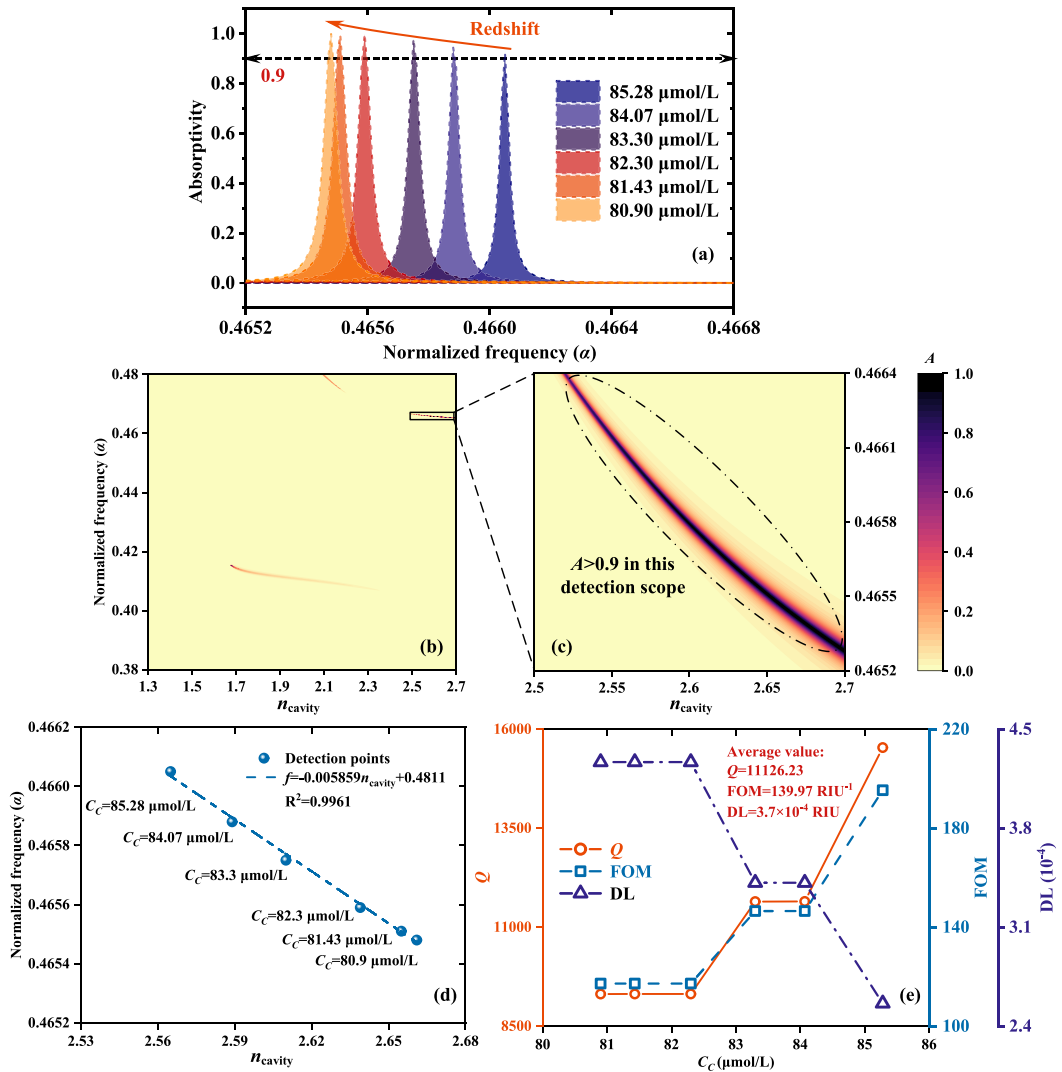 Redshift
0.9
85.28 μmol/L
84.07 μmol/L
83.30 μmol/L
82.30 μmol/L
81.43 μmol/L
80.90 μmol/L
(a)
Absorptivity
1.0
0.8
0.6
0.4
0.2
0.0
0.4652
0.4656
0.4660
0.4664
0.4668
Normalized frequency (α)
Normalized frequency (α)
0.48
0.46
0.44
0.42
0.40
0.38
1.3
1.7
2.1
2.3
2.5
2.7
n_cavity
(b)
A>0.9 in this
detection scope
(c)
2.5
2.55
2.6
2.65
2.7
n_cavity
0.4664
0.4661
0.4658
0.4655
0.4652
Normalized frequency (α)
A
1.0
0.8
0.6
0.4
0.2
0.0
Normalized frequency (α)
0.4662
0.4660
0.4658
0.4656
0.4654
0.4652
Detection points
f=-0.005859n_cavity+0.4811
R²=0.9961
C_C=85.28 μmol/L
C_C=84.07 μmol/L
C_C=83.3 μmol/L
C_C=82.3 μmol/L
C_C=81.43 μmol/L
C_C=80.9 μmol/L
(d)
2.53
2.56
2.59
2.62
2.65
2.68
n_cavity
Q
16000
13500
11000
8500
Average value:
Q=11126.23
FOM=139.97 RIU⁻¹
DL=3.7×10⁻⁴ RIU
Q
FOM
DL
(e)
80
81
82
83
84
85
86
C_C (μmol/L)
220
180
140
100
FOM
4.5
3.8
3.1
2.4
DL (10⁻⁴)